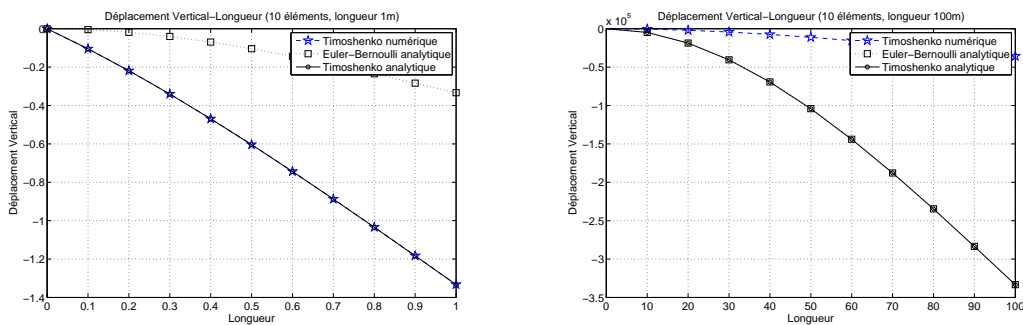 Déplacement Vertical−Longueur (10 éléments, longueur 1m)
Timoshenko numérique
Euler−Bernoulli analytique
Timoshenko analytique
0
−0.2
−0.4
−0.6
−0.8
−1
−1.2
−1.4
Déplacement Vertical
0 0.1 0.2 0.3 0.4 0.5 0.6 0.7 0.8 0.9 1
Longueur
Déplacement Vertical−Longueur (10 éléments, longueur 100m)
x 10^5
Timoshenko numérique
Euler−Bernoulli analytique
Timoshenko analytique
0
−0.5
−1
−1.5
−2
−2.5
−3
−3.5
Déplacement Vertical
0 10 20 30 40 50 60 70 80 90 100
Longueur